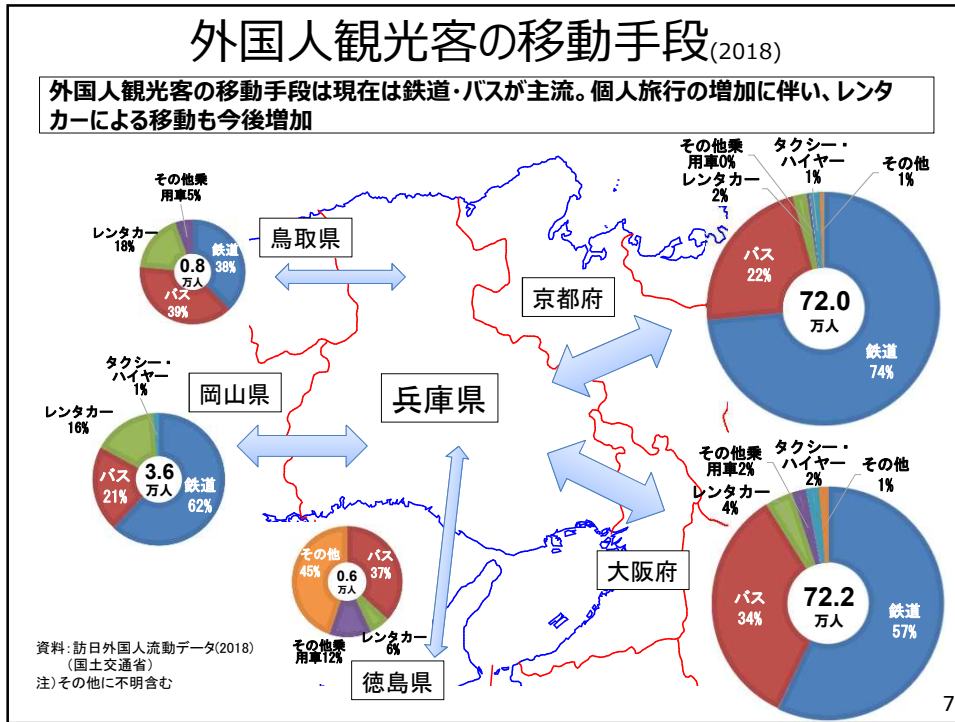 外国人観光客の移動手段(2018)
外国人観光客の移動手段は現在は鉄道・バスが主流。個人旅行の増加に伴い、レンタ
カーによる移動も今後増加
その他乗
用車5%
レンタカー
18%
鉄道
38%
0.8
万人
バス
39%
鳥取県
その他乗
用車0%
タクシー・
ハイヤー
1%
その他
1%
レンタカー
2%
バス
22%
72.0
万人
鉄道
74%
京都府
タクシー・
ハイヤー
1%
レンタカー
16%
バス
21%
3.6
万人
鉄道
62%
岡山県
兵庫県
その他乗
用車2%
タクシー・
ハイヤー
2%
その他
1%
レンタカー
4%
バス
34%
72.2
万人
鉄道
57%
大阪府
その他
45%
バス
37%
0.6
万人
その他乗
用車12%
レンタカー
6%
徳島県
資料:訪日外国人流動データ(2018)
(国土交通省)
注)その他に不明含む
7